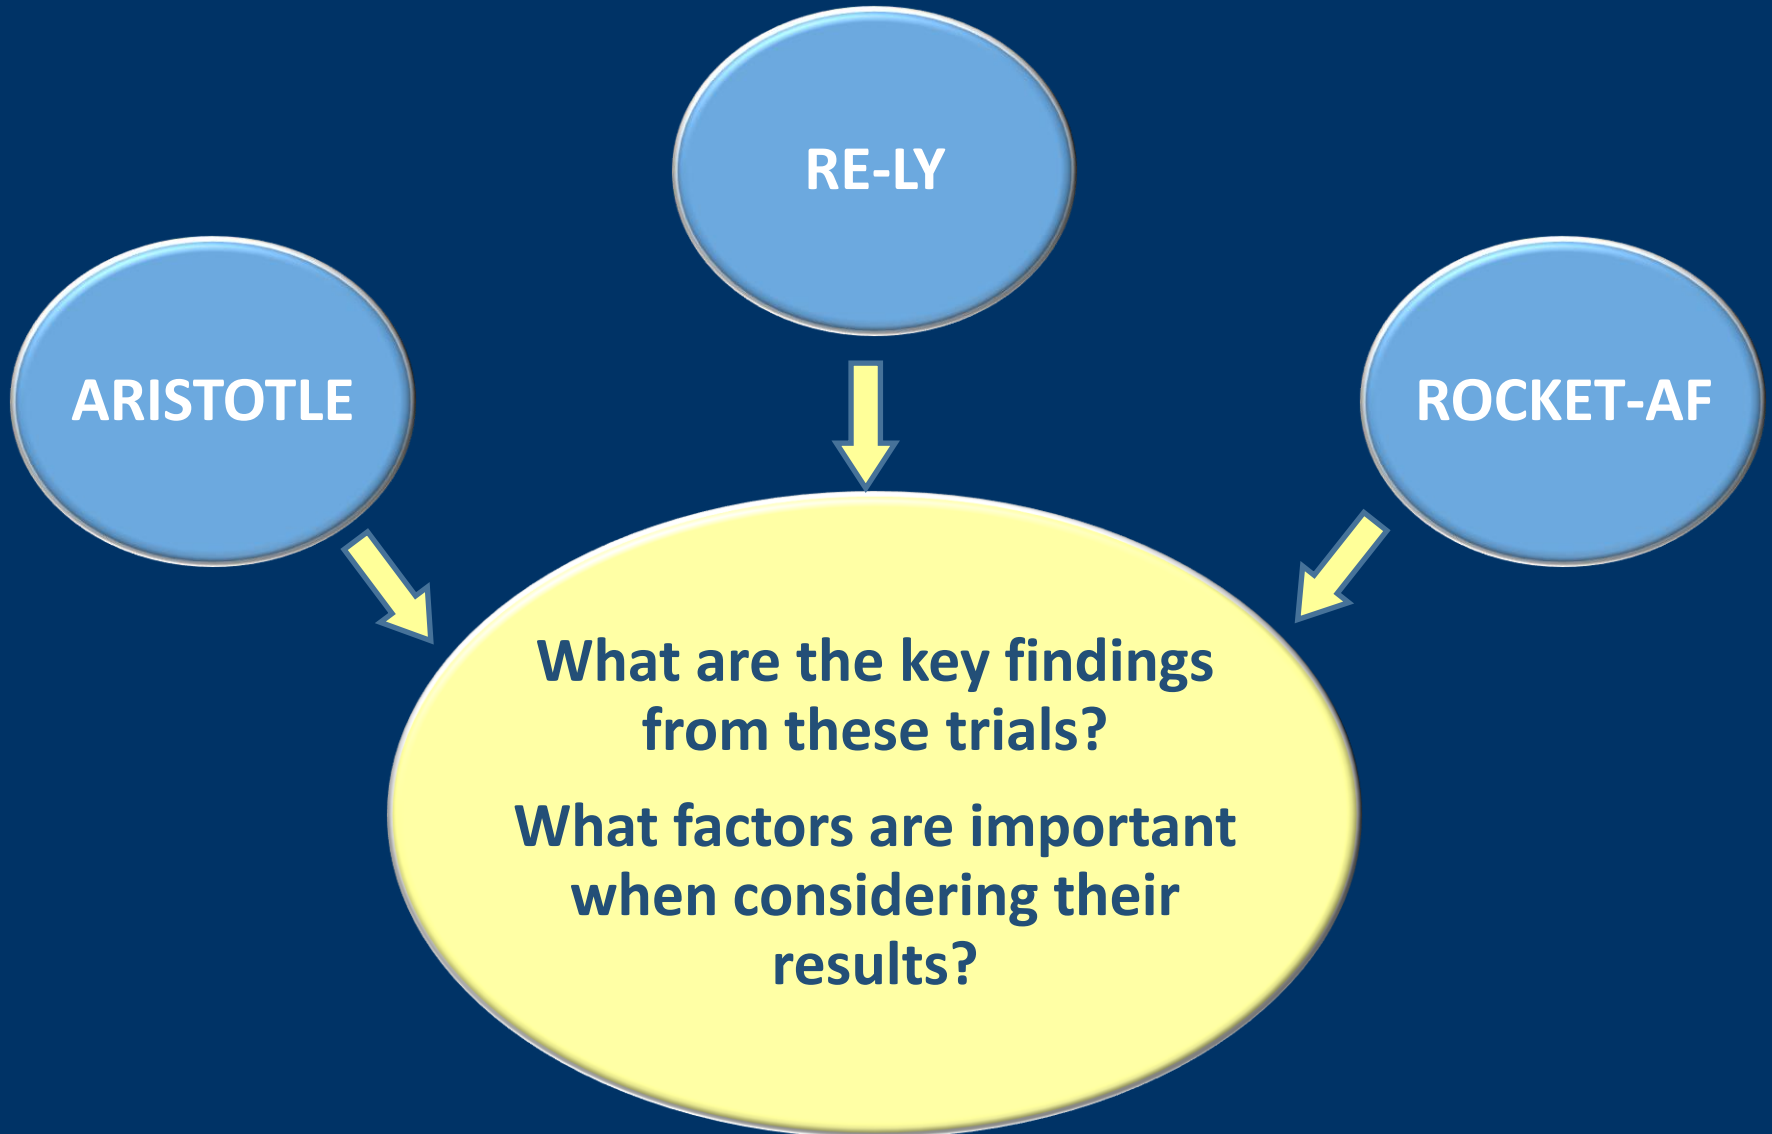 RE-LY
ARISTOTLE
ROCKET-AF
What are the key findings
from these trials?
What factors are important
when considering their
results?